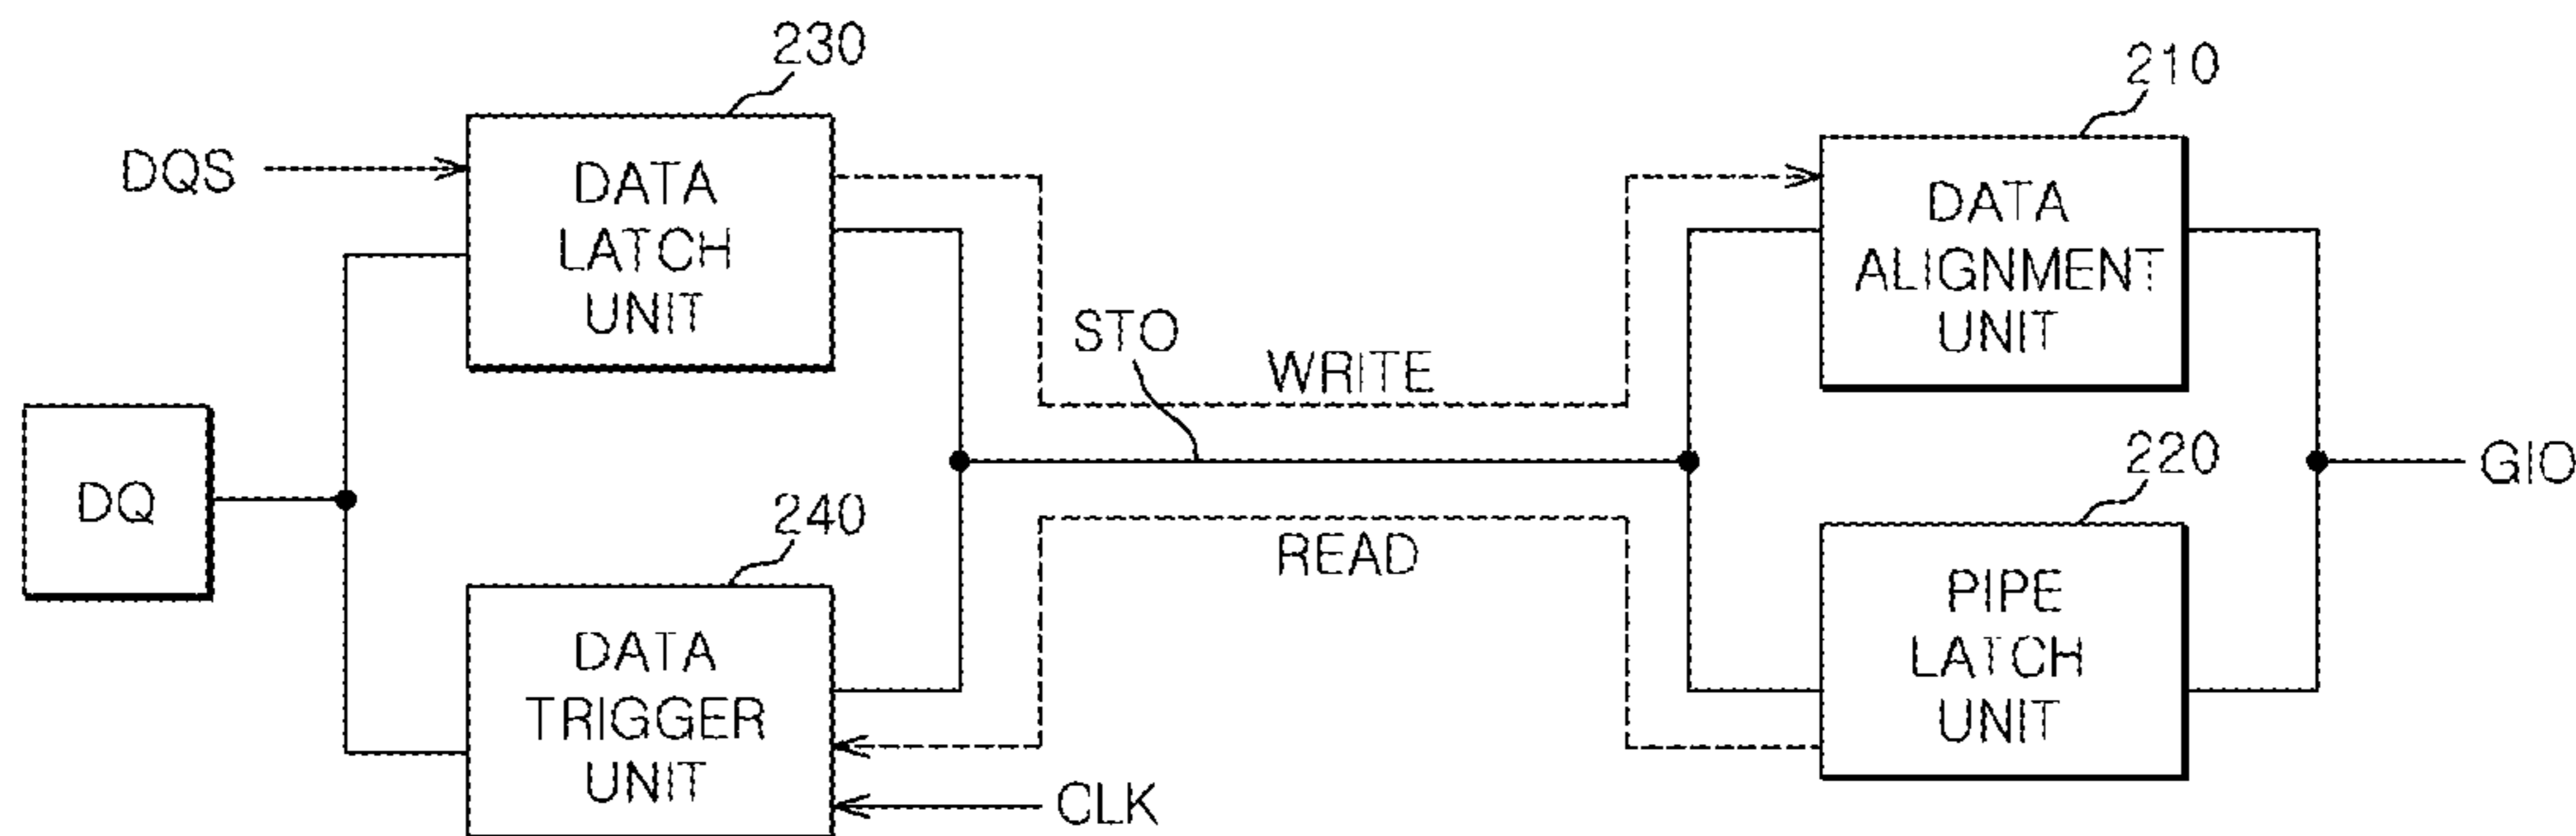 230
210
DQS
DATA
LATCH
UNIT
DATA
ALIGNMENT
UNIT
STO
WRITE
DQ
240
220
GIO
READ
DATA
TRIGGER
UNIT
PIPE
LATCH
UNIT
CLK